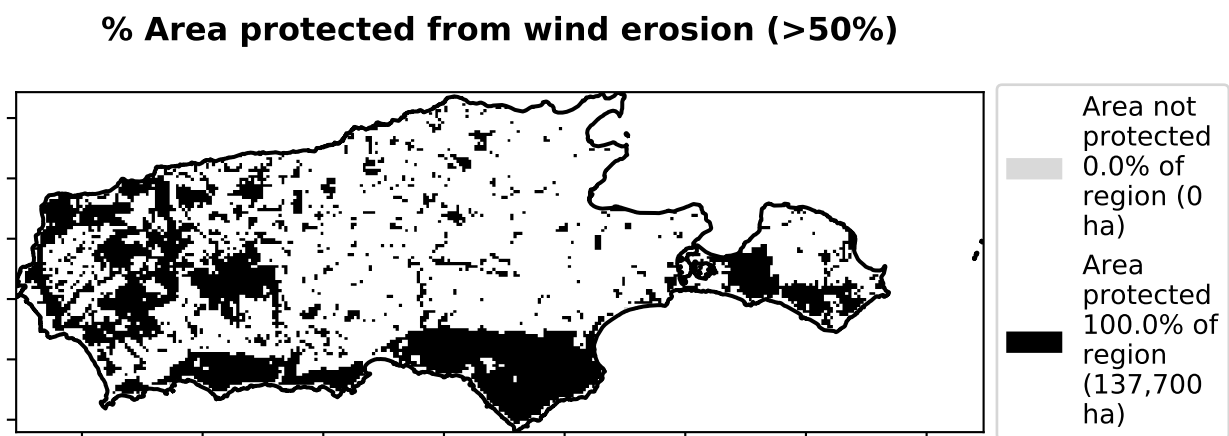 % Area protected from wind erosion (>50%)
Area not
protected
0.0% of
region (0
ha)
Area
protected
100.0% of
region
(137,700
ha)